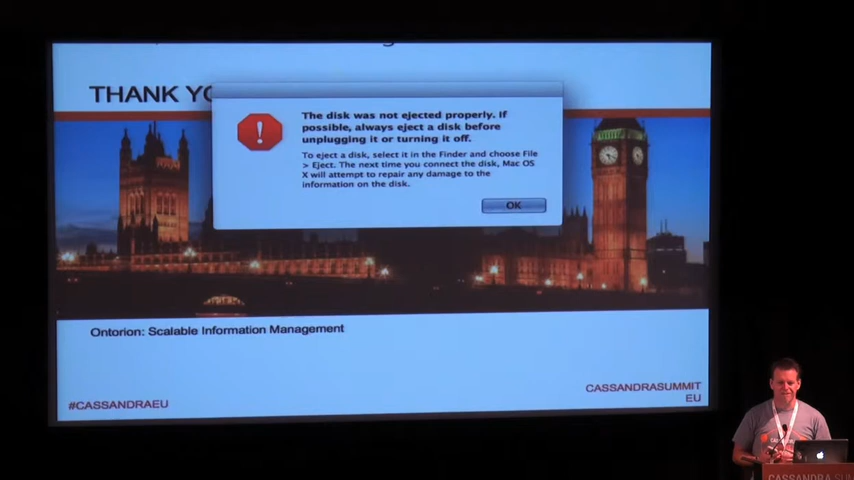 THANK YO
The disk was not ejected properly. If
possible, always eject a disk before
unplugging it or turning it off.
To eject a disk, select it in the Finder and choose File
> Eject. The next time you connect the disk, Mac OS
X will attempt to repair any damage to the
information on the disk.
OK
Ontorion: Scalable Information Management
#CASSANDRAEU
CASSANDRASUMMIT
EU
CASSANDRA SUM